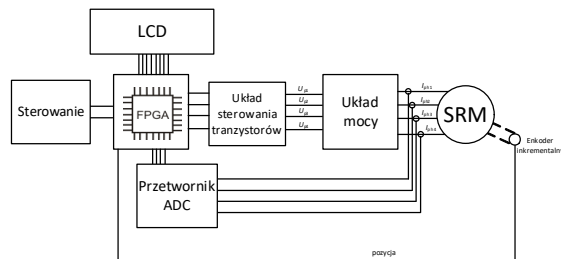 LCD
Sterowanie
FPGA
Układ
sterowania
tranzystorów
Układ
mocy
SRM
Enkoder
inkrementalny
Przetwornik
ADC
pozycja